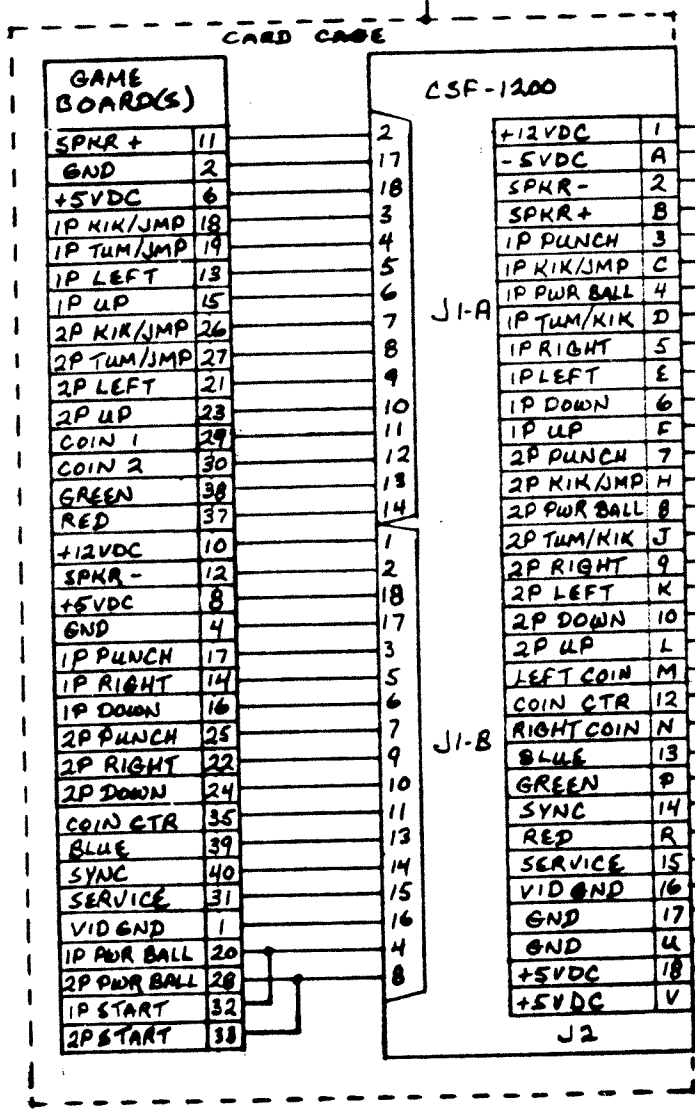 CARD CAGE
GAME
BOARD(S)
SPKR + 11
GND 2
+5VDC 6
1P KIK/JMP 18
1P TUM/JMP 19
1P LEFT 13
1P UP 15
2P KIK/JMP 26
2P TUM/JMP 27
2P LEFT 21
2P UP 23
COIN 1 29
COIN 2 30
GREEN 38
RED 37
+12VDC 10
SPKR - 12
+5VDC 8
GND 4
1P PUNCH 17
1P RIGHT 14
1P DOWN 16
2P PUNCH 25
2P RIGHT 22
2P DOWN 24
COIN CTR 35
BLUE 39
SYNC 40
SERVICE 31
VID GND 1
1P PWR BALL 20
2P PWR BALL 28
1P START 32
2P START 33
CSF-1200
2
17
18
3
4
5
6
7
8
9
10
11
12
13
14
J1-A
1
2
18
17
3
5
6
7
9
10
11
13
14
15
16
4
8
J1-B
+12VDC 1
-5VDC A
SPKR- 2
SPKR+ B
1P PUNCH 3
1P KIK/JMP C
1P PWR BALL 4
1P TUM/KIK D
1P RIGHT 5
1P LEFT E
1P DOWN 6
1P UP F
2P PUNCH 7
2P KIK/JMP H
2P PWR BALL 8
2P TUM/KIK J
2P RIGHT 9
2P LEFT K
2P DOWN 10
2P UP L
LEFT COIN M
COIN CTR 12
RIGHT COIN N
BLUE 13
GREEN P
SYNC 14
RED R
SERVICE 15
VID GND 16
GND 17
GND U
+5VDC 18
+5VDC V
J2